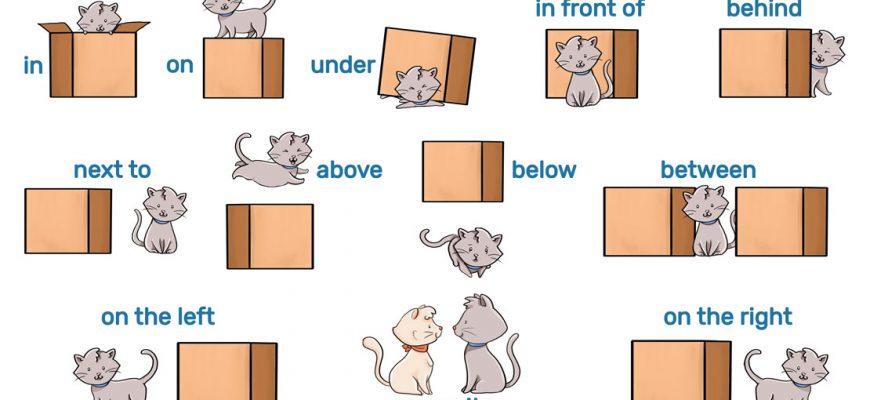 in front of
behind
in
on
under
next to
above
below
between
on the left
on the right